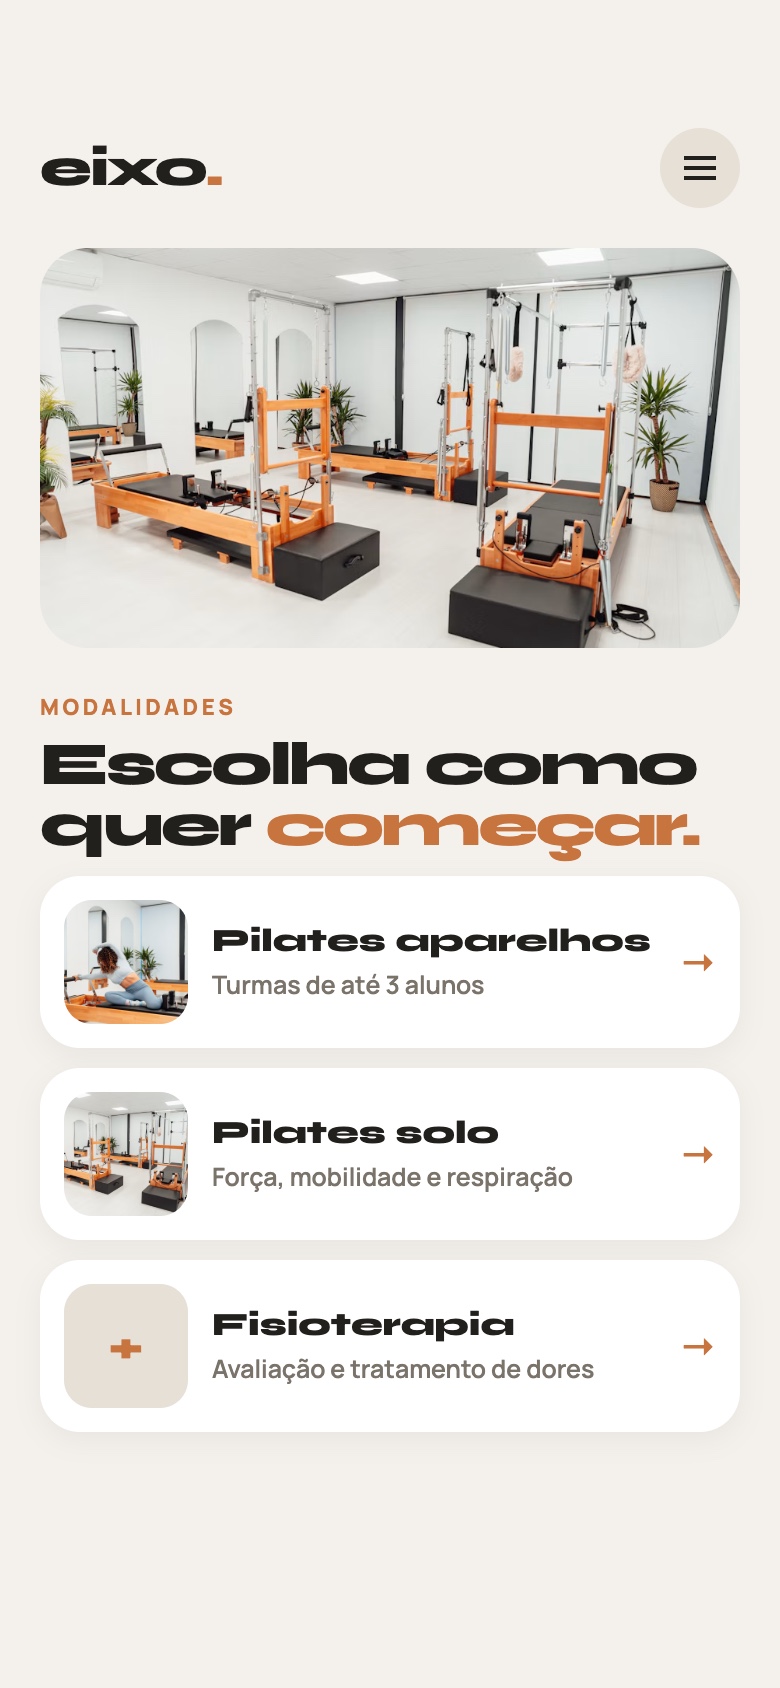 eixo.
MODALIDADES
Escolha como
quer começar.
Pilates aparelhos
Turmas de até 3 alunos
Pilates solo
Força, mobilidade e respiração
Fisioterapia
Avaliação e tratamento de dores